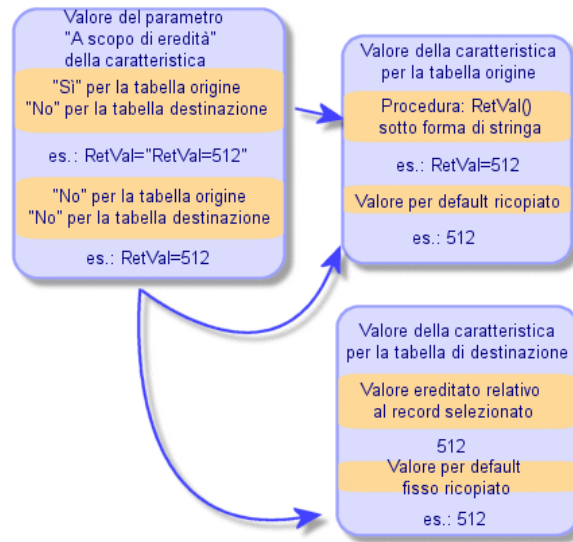 Valore del parametro
"A scopo di eredità"
della caratteristica
"Sì" per la tabella origine
"No" per la tabella destinazione
es.: RetVal="RetVal=512"
"No" per la tabella origine
"No" per la tabella destinazione
es.: RetVal=512
Valore della caratteristica
per la tabella origine
Procedura: RetVal()
sotto forma di stringa
es.: RetVal=512
Valore per default ricopiato
es.: 512
Valore della caratteristica
per la tabella di destinazione
Valore ereditato relativo
al record selezionato
512
Valore per default
fisso ricopiato
es.: 512